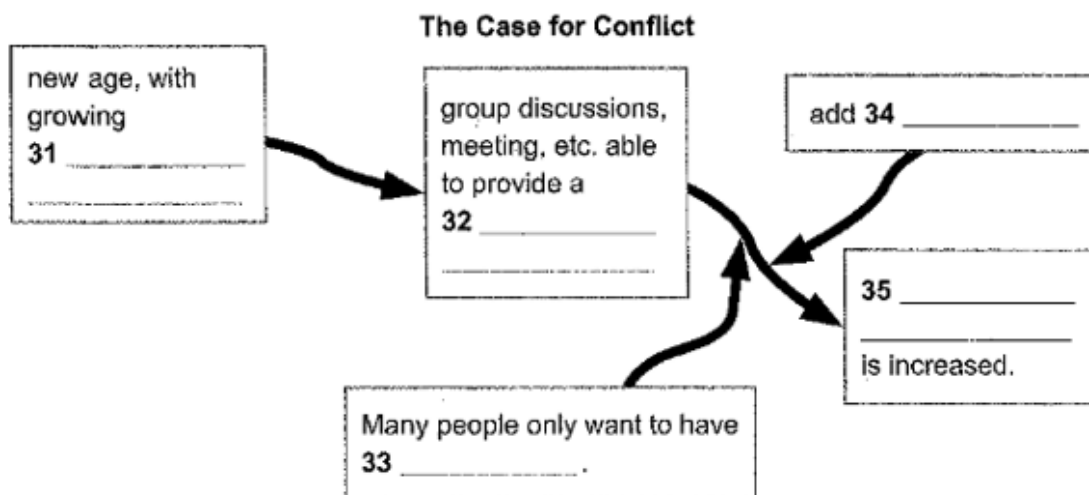 The Case for Conflict
new age, with
growing
31
group discussions,
meeting, etc. able
to provide a
32
add 34
35
is increased.
Many people only want to have
33 .